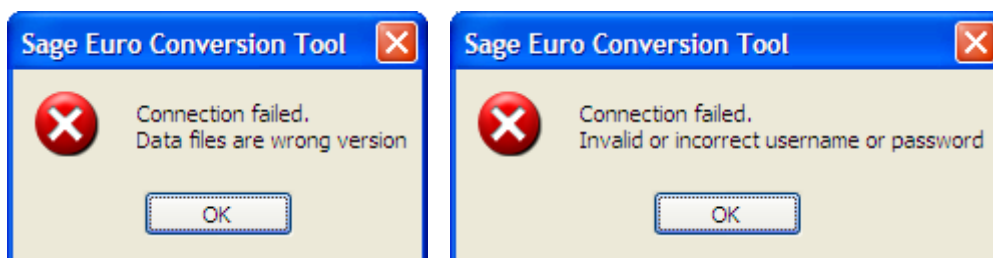 Sage Euro Conversion Tool
Connection failed.
Data files are wrong version
OK
Sage Euro Conversion Tool
Connection failed.
Invalid or incorrect username or password
OK